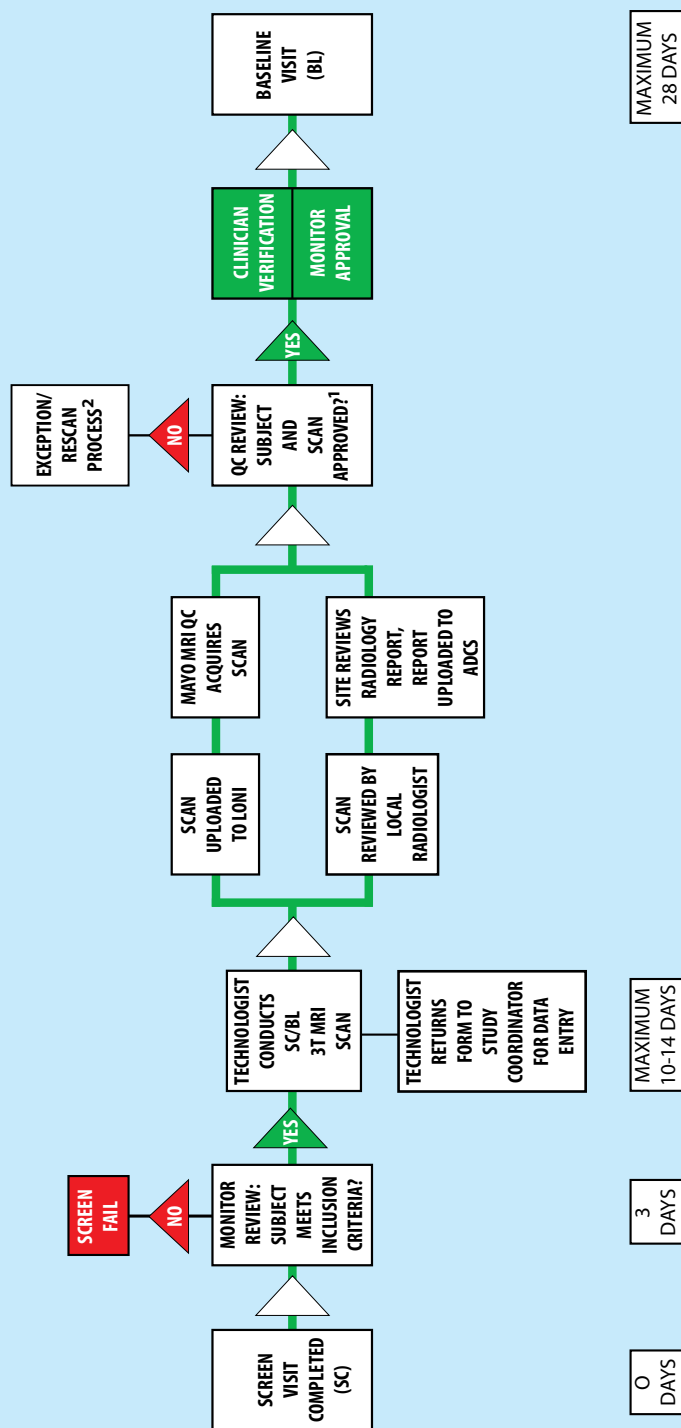 SCREEN
VISIT
COMPLETED
(SC)
SCREEN
FAIL
NO
MONITOR
REVIEW:
SUBJECT
MEETS
INCLUSION
CRITERIA?
YES
TECHNOLOGIST
CONDUCTS
SC/BL
3T MRI
SCAN
TECHNOLOGIST
RETURNS
FORM TO
STUDY
COORDINATOR
FOR DATA
ENTRY
SCAN
UPLOADED
TO LONI
MAYO MRI QC
ACQUIRES
SCAN
SCAN
REVIEWED BY
LOCAL
RADIOLOGIST
SITE REVIEWS
RADIOLOGY
REPORT,
REPORT
UPLOADED TO
ADCS
EXCEPTION/
RESCAN
PROCESS²
NO
QC REVIEW:
SUBJECT
AND
SCAN
APPROVED?¹
YES
CLINICIAN
VERIFICATION
MONITOR
APPROVAL
BASELINE
VISIT
(BL)
O
DAYS
3
DAYS
MAXIMUM
10-14 DAYS
MAXIMUM
28 DAYS